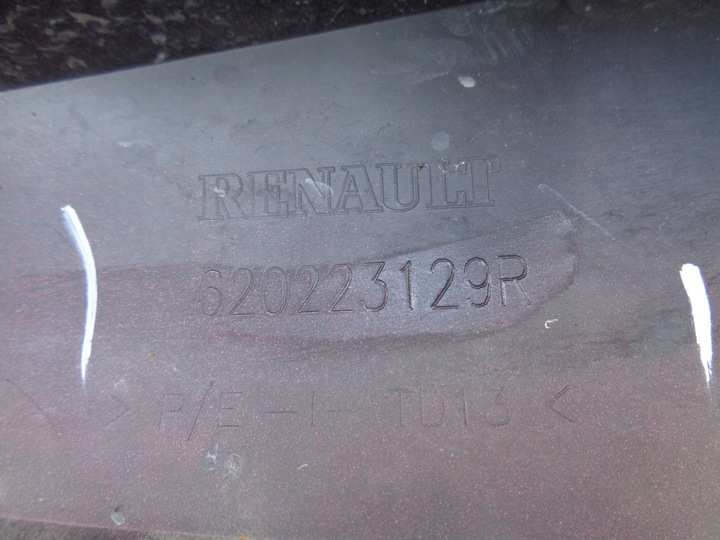 RENAULT
620223129R
> P/E-I-TD13 <